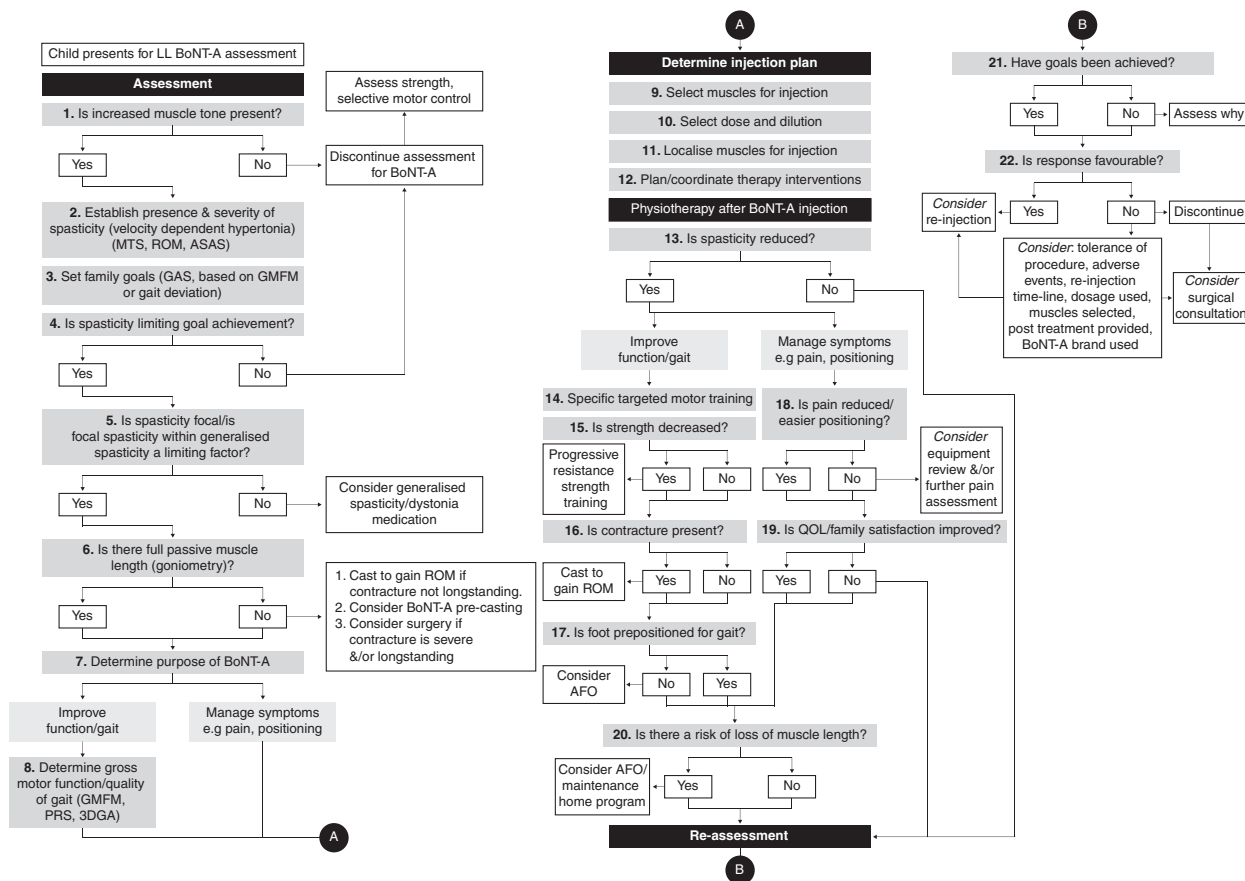 Child presents for LL BoNT-A assessment
Assessment
1. Is increased muscle tone present?
Yes
No
Assess strength,
selective motor control
Discontinue assessment
for BoNT-A
2. Establish presence & severity of
spasticity (velocity dependent hypertonia)
(MTS, ROM, ASAS)
3. Set family goals (GAS, based on GMFM
or gait deviation)
4. Is spasticity limiting goal achievement?
Yes
No
5. Is spasticity focal/is
focal spasticity within generalised
spasticity a limiting factor?
Yes
No
Consider generalised
spasticity/dystonia
medication
6. Is there full passive muscle
length (goniometry)?
Yes
No
1. Cast to gain ROM if
contracture not longstanding.
2. Consider BoNT-A pre-casting
3. Consider surgery if
contracture is severe
&/or longstanding
7. Determine purpose of BoNT-A
Improve
function/gait
Manage symptoms
e.g pain, positioning
8. Determine gross
motor function/quality
of gait (GMFM,
PRS, 3DGA)
A
A
Determine injection plan
9. Select muscles for injection
10. Select dose and dilution
11. Localise muscles for injection
12. Plan/coordinate therapy interventions
Physiotherapy after BoNT-A injection
13. Is spasticity reduced?
Yes
No
Improve
function/gait
Manage symptoms
e.g pain, positioning
14. Specific targeted motor training
15. Is strength decreased?
Progressive
resistance
strength
training
Yes
No
18. Is pain reduced/
easier positioning?
Yes
No
Consider
equipment
review &/or
further pain
assessment
16. Is contracture present?
Cast to
gain ROM
Yes
No
19. Is QOL/family satisfaction improved?
Yes
No
17. Is foot prepositioned for gait?
Consider
AFO
No
Yes
20. Is there a risk of loss of muscle length?
Consider AFO/
maintenance
home program
Yes
No
Re-assessment
B
B
21. Have goals been achieved?
Yes
No
Assess why
22. Is response favourable?
Consider
re-injection
Yes
No
Discontinue
Consider: tolerance of
procedure, adverse
events, re-injection
time-line, dosage used,
muscles selected,
post treatment provided,
BoNT-A brand used
Consider
surgical
consultation